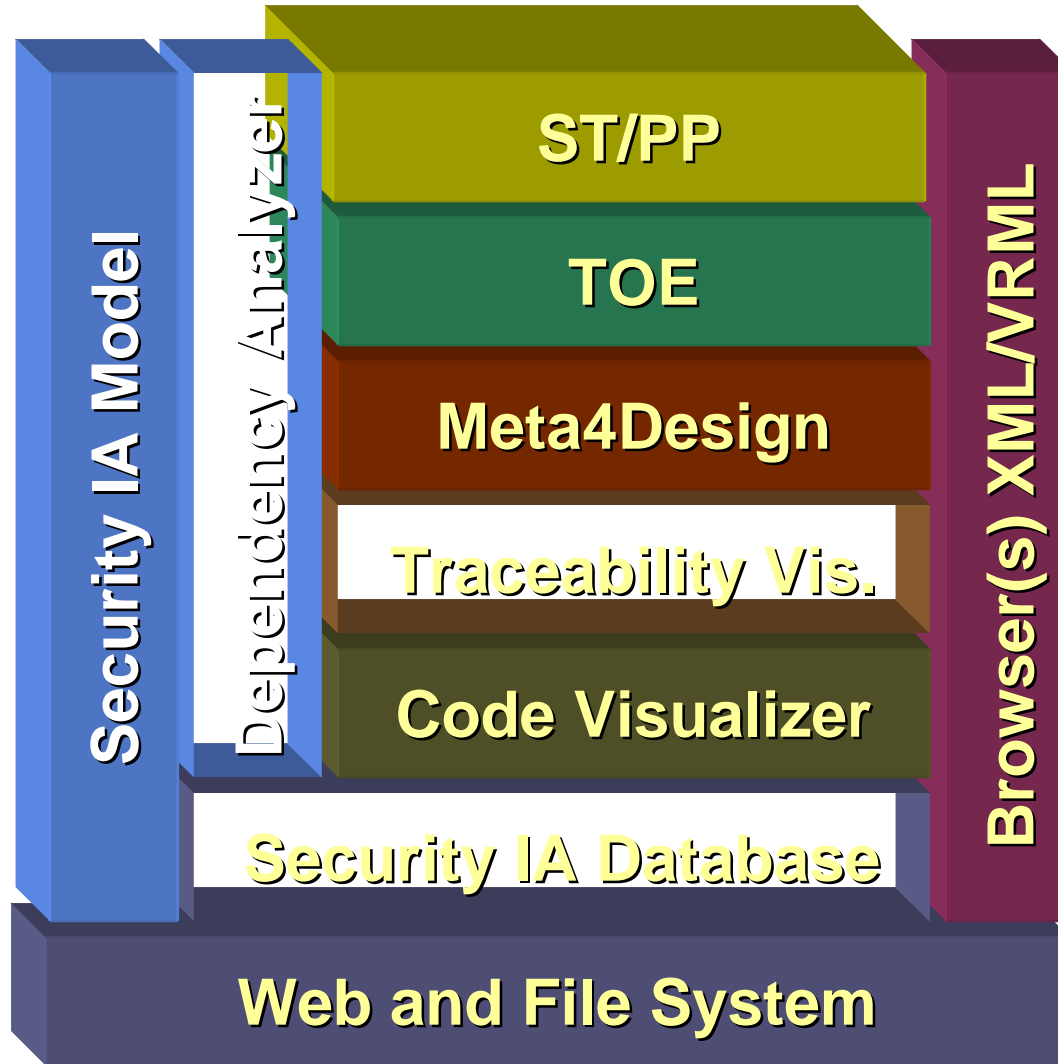 Security IA Model
Dependency Analyzer
ST/PP
TOE
Meta4Design
Traceability Vis.
Code Visualizer
Browser(s) XML/VRML
Security IA Database
Web and File System